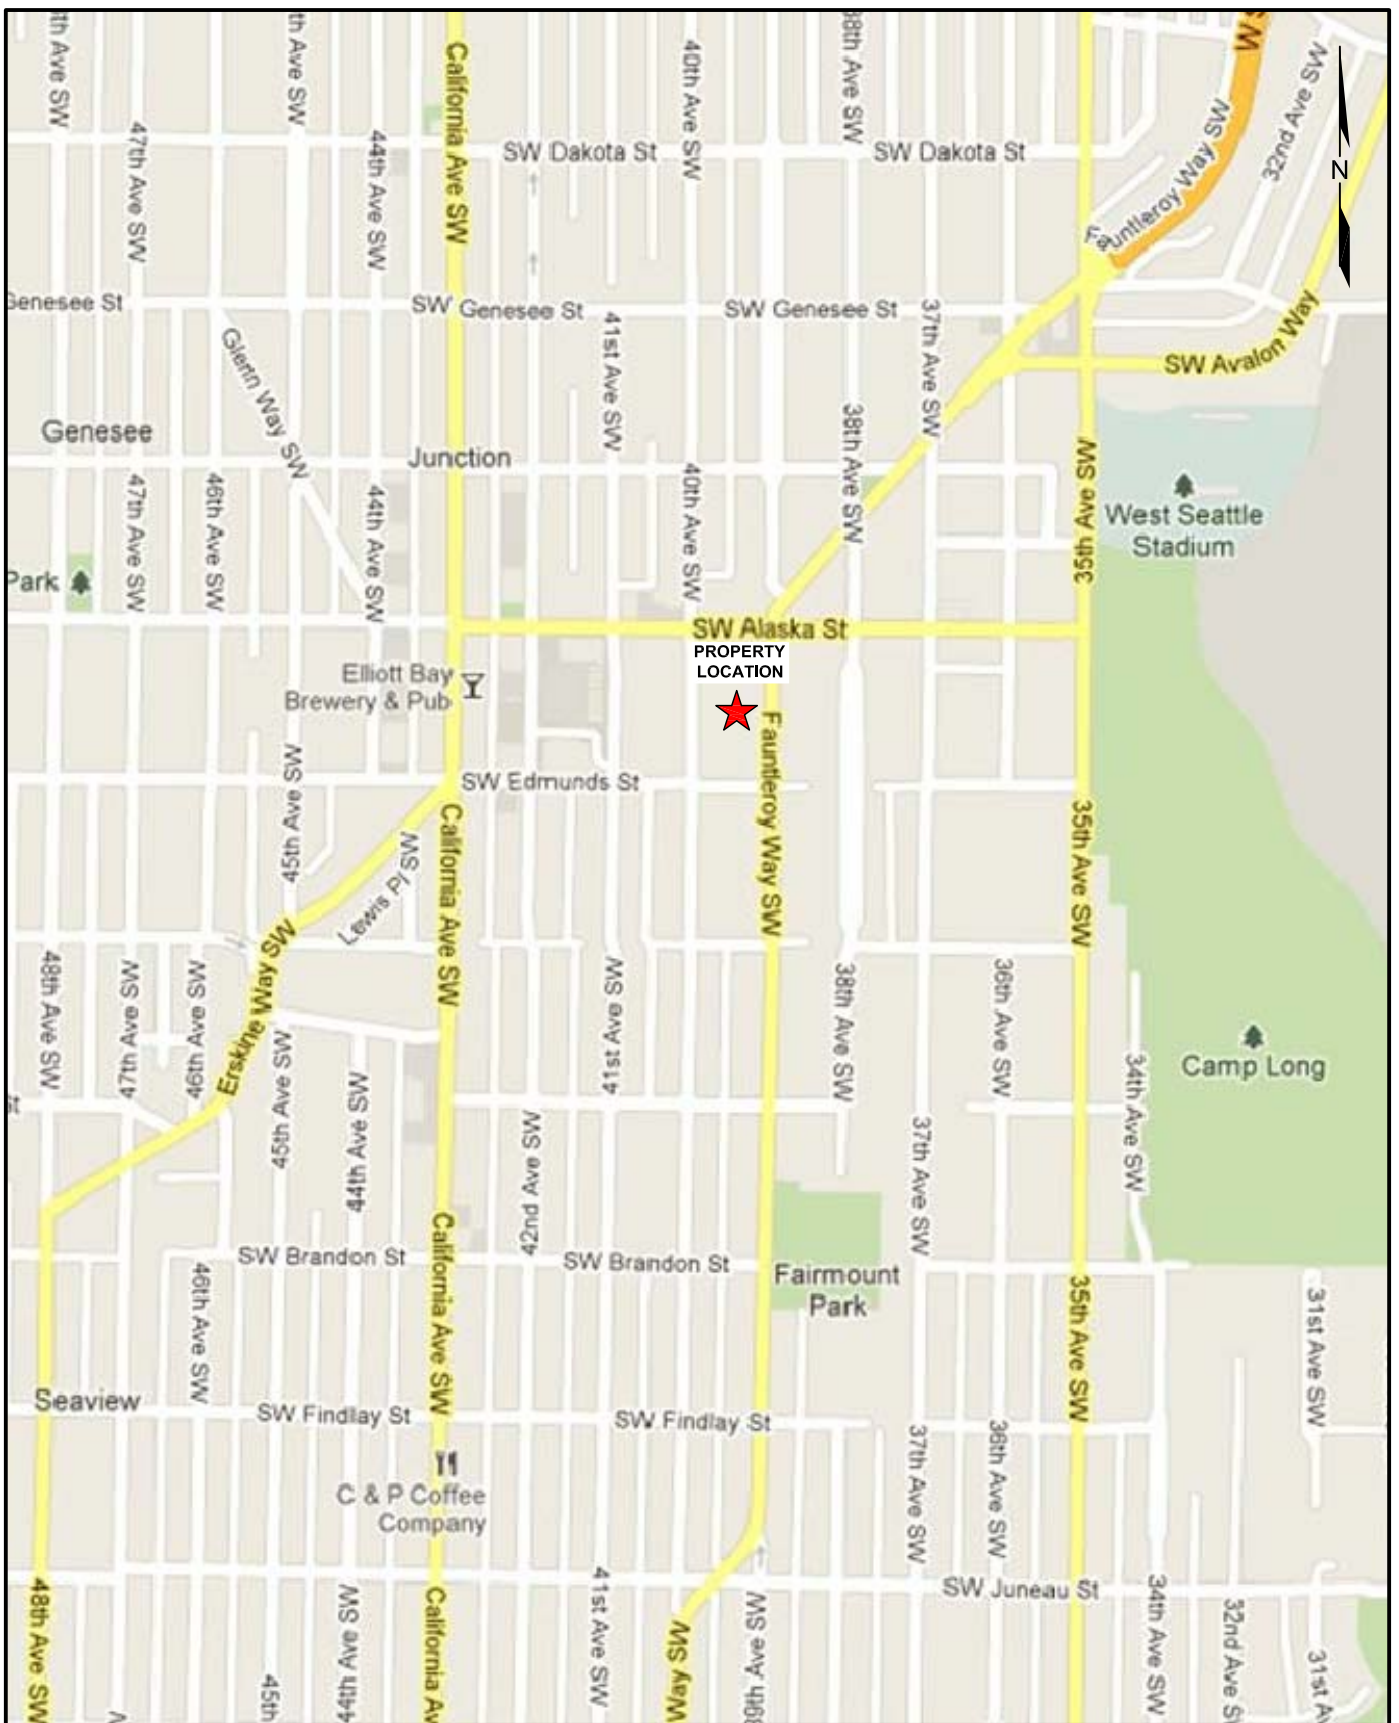 California Ave SW
40th Ave SW
32nd Ave SW
Fauntleroy Way SW
N
47th Ave SW
44th Ave SW
SW Dakota St
SW Dakota St
Genesee St
SW Genesee St
SW Genesee St
37th Ave SW
41st Ave SW
SW Avalon Way
Glenn Way SW
Genesee
Junction
38th Ave SW
35th Ave SW
47th Ave SW
46th Ave SW
44th Ave SW
40th Ave SW
West Seattle
Stadium
Park
SW Alaska St
PROPERTY
LOCATION
Elliott Bay
Brewery & Pub
Fauntleroy Way SW
45th Ave SW
SW Edmunds St
California Ave SW
35th Ave SW
Lewis Pl SW
Erskine Way SW
48th Ave SW
47th Ave SW
46th Ave SW
41st Ave SW
38th Ave SW
36th Ave SW
45th Ave SW
44th Ave SW
34th Ave SW
Camp Long
42nd Ave SW
37th Ave SW
California Ave SW
SW Brandon St
SW Brandon St
Fairmount
Park
46th Ave SW
35th Ave SW
31st Ave SW
Seaview
SW Findlay St
SW Findlay St
37th Ave SW
36th Ave SW
C & P Coffee
Company
SW Juneau St
48th Ave SW
44th Ave SW
California Av
41st Ave SW
Way SW
34th Ave SW
32nd Ave S
31st A
45th